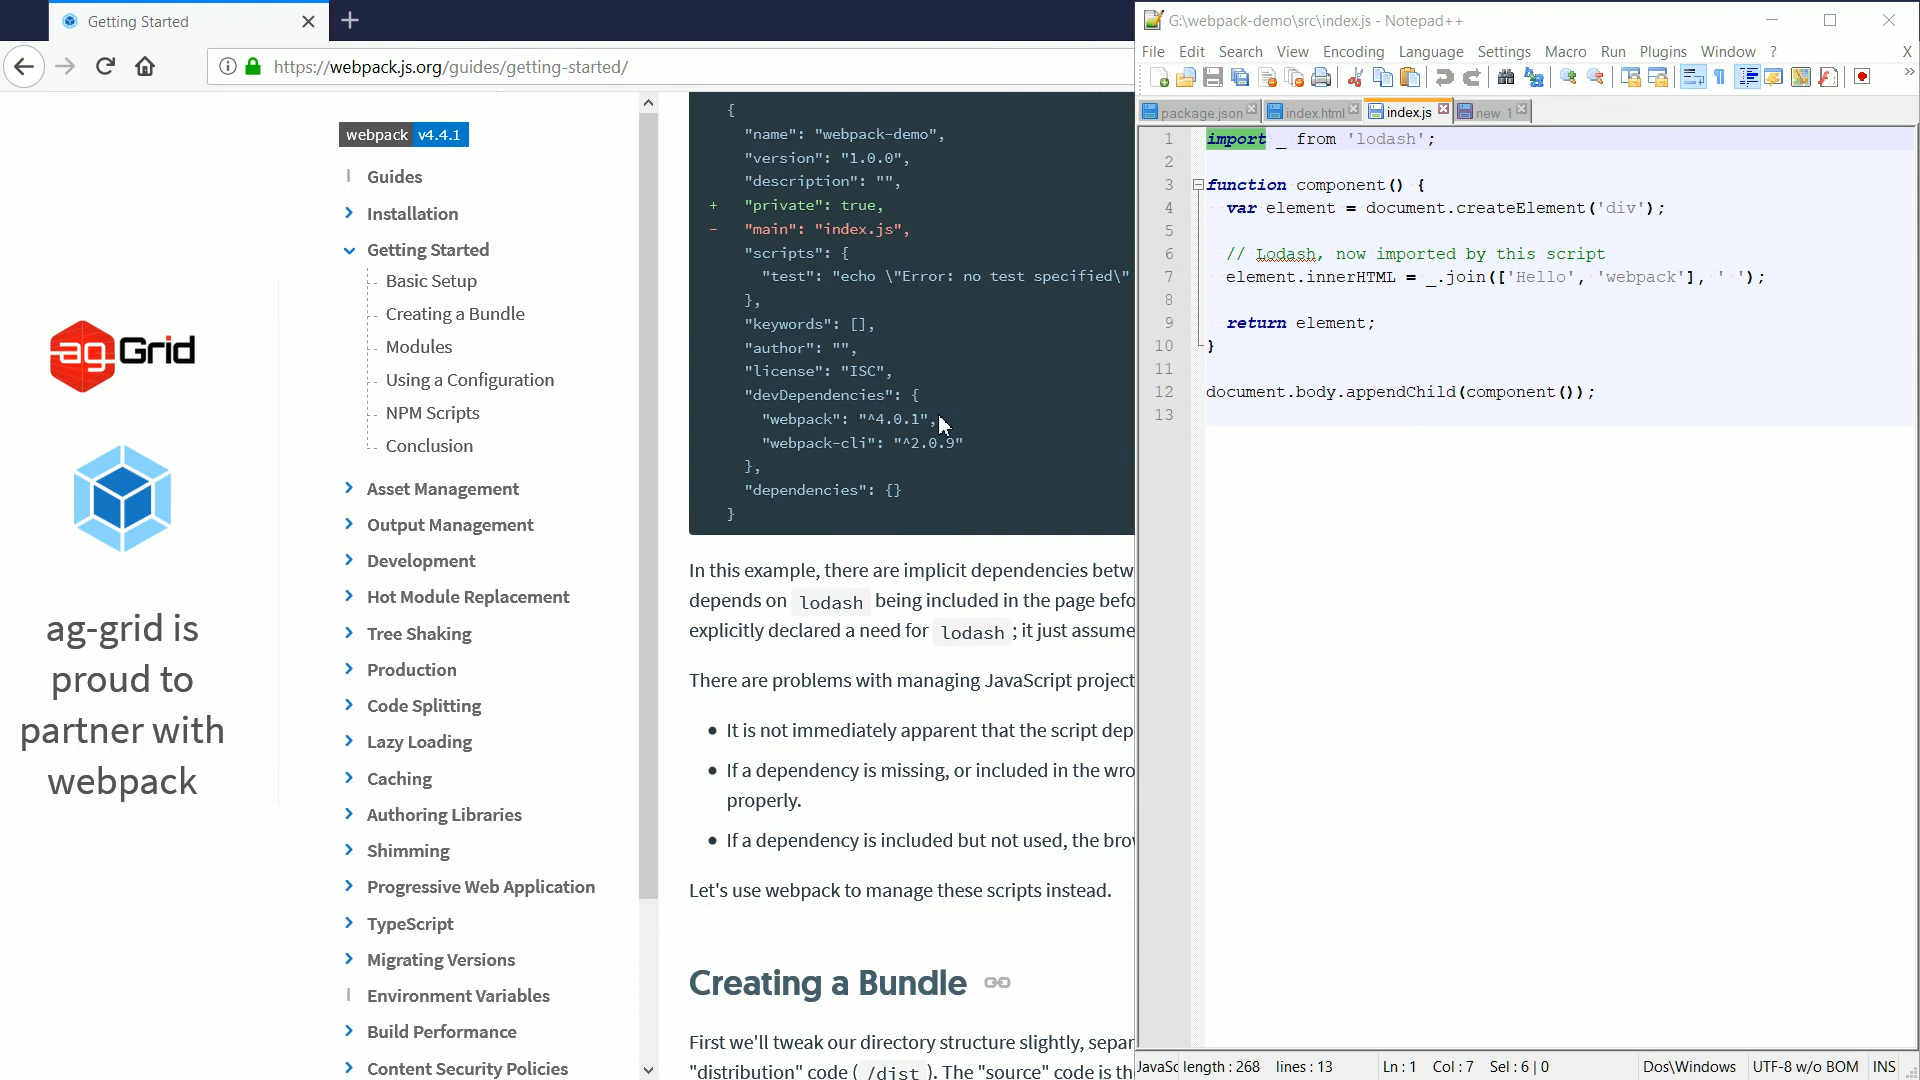 Getting Started
https://webpack.js.org/guides/getting-started/
webpack v4.4.1
Guides
Installation
Getting Started
Basic Setup
Creating a Bundle
Modules
Using a Configuration
NPM Scripts
Conclusion
Asset Management
Output Management
Development
Hot Module Replacement
Tree Shaking
Production
Code Splitting
Lazy Loading
Caching
Authoring Libraries
Shimming
Progressive Web Application
TypeScript
Migrating Versions
Environment Variables
Build Performance
Content Security Policies
ag Grid
ag-grid is
proud to
partner with
webpack
{
"name": "webpack-demo",
"version": "1.0.0",
"description": "",
+ "private": true,
- "main": "index.js",
"scripts": {
"test": "echo \"Error: no test specified\"
},
"keywords": [],
"author": "",
"license": "ISC",
"devDependencies": {
"webpack": "^4.0.1",
"webpack-cli": "^2.0.9"
},
"dependencies": {}
}
In this example, there are implicit dependencies betw
depends on lodash being included in the page befo
explicitly declared a need for lodash ; it just assume
There are problems with managing JavaScript project
• It is not immediately apparent that the script dep
• If a dependency is missing, or included in the wro
properly.
• If a dependency is included but not used, the bro
Let's use webpack to manage these scripts instead.
Creating a Bundle
First we'll tweak our directory structure slightly, separ
"distribution" code ( /dist ). The "source" code is th
G:\webpack-demo\src\index.js - Notepad++
File Edit Search View Encoding Language Settings Macro Run Plugins Window ? X
package.json index.html index.js new 1
1 import _ from 'lodash';
2
3 function component() {
4 var element = document.createElement('div');
5
6 // Lodash, now imported by this script
7 element.innerHTML = _.join(['Hello', 'webpack'], ' ');
8
9 return element;
10 }
11
12 document.body.appendChild(component());
13
JavaSc length : 268 lines : 13 Ln : 1 Col : 7 Sel : 6 | 0 Dos\Windows UTF-8 w/o BOM INS